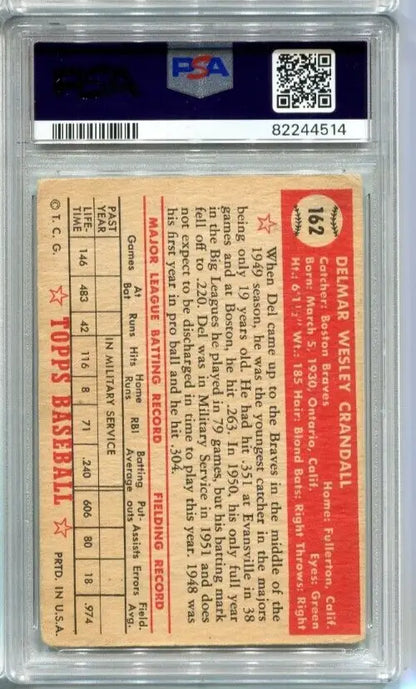 PSA
PSA
82244514
162
DELMAR WESLEY CRANDALL
Catcher: Boston Braves Home: Fullerton, Calif.
Born: March 5, 1930, Ontario, Calif. Eyes: Green
Ht.: 6'1½" Wt.: 185 Hair: Blond Bats: Right Throws: Right
When Del came up to the Braves in the middle of the
1949 season, he was the youngest catcher in the majors
being only 19 years old. He had hit .351 at Evansville in 38
games and at Boston, he hit .263. In 1950, his only full year
in the Big Leagues he played in 79 games, but his batting mark
fell off to .220. Del was in Military Service in 1951 and does
not expect to be discharged in time to play this year. 1948 was
his first year in pro ball and he hit .304.
MAJOR LEAGUE BATTING RECORD FIELDING RECORD
Games At Bat Runs Hits Home Runs RBI Batting Average Put-outs Assists Errors Field. Avg.
PAST YEAR IN MILITARY SERVICE
LIFE-TIME 146 483 42 116 8 71 .240 606 80 18 .974
© T. C. G. TOPPS BASEBALL PRTD. IN U.S.A.